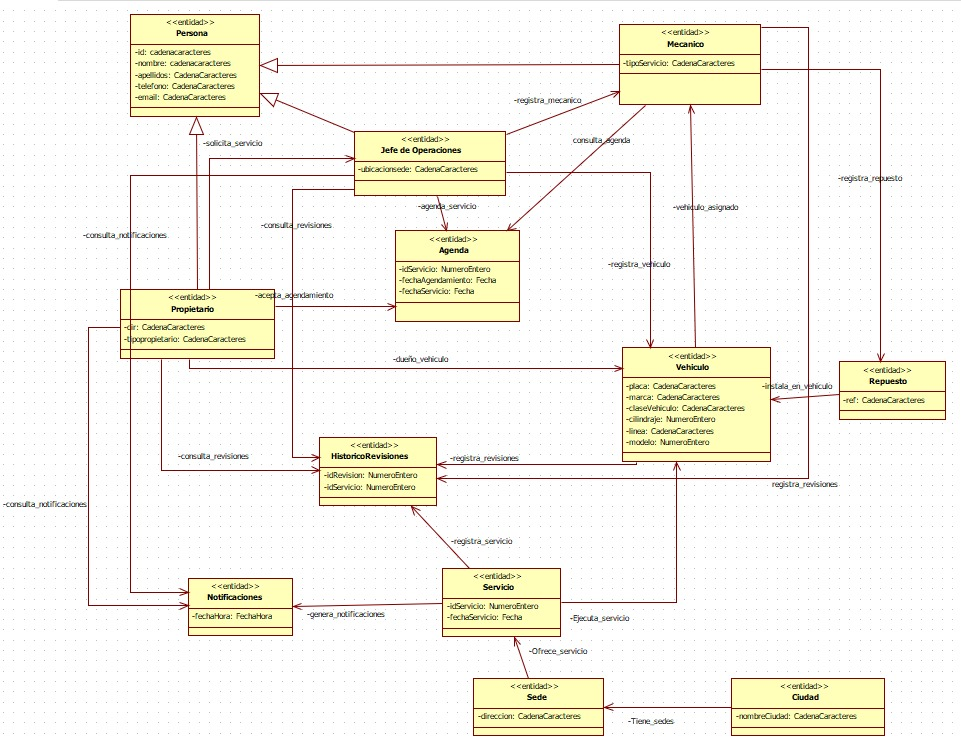 <<entidad>>
Persona
-id: cadenacaracteres
-nombre: cadenacaracteres
-apellidos: CadenaCaracteres
-telefono: CadenaCaracteres
-email: CadenaCaracteres
<<entidad>>
Mecanico
-tipoServicio: CadenaCaracteres
-registra_mecanico
consulta_agenda
-solicita_servicio
<<entidad>>
Jefe de Operaciones
-ubicacionsede: CadenaCaracteres
-registra_repuesto
-agenda_servicio
-vehiculo_asignado
-consulta_revisiones
-consulta_notificaciones
<<entidad>>
Agenda
-idServicio: NumeroEntero
-fechaAgendamiento: Fecha
-fechaServicio: Fecha
-registra_vehiculo
-acepta_agendamiento
<<entidad>>
Propietario
-dir: CadenaCaracteres
-tipopropietario: CadenaCaracteres
-dueño_vehiculo
<<entidad>>
Vehiculo
-placa: CadenaCaracteres
-marca: CadenaCaracteres
-claseVehiculo: CadenaCaracteres
-cilindraje: NumeroEntero
-linea: CadenaCaracteres
-modelo: NumeroEntero
-instala_en_vehiculo
<<entidad>>
Repuesto
-ref: CadenaCaracteres
<<entidad>>
HistoricoRevisiones
-idRevision: NumeroEntero
-idServicio: NumeroEntero
-consulta_revisiones
-registra_revisiones
registra_revisiones
-consulta_notificaciones
-registra_servicio
<<entidad>>
Notificaciones
-fechaHora: FechaHora
-genera_notificaciones
<<entidad>>
Servicio
-idServicio: NumeroEntero
-fechaServicio: Fecha
-Ejecuta_servicio
-Ofrece_servicio
<<entidad>>
Sede
-direccion: CadenaCaracteres
-Tiene_sedes
<<entidad>>
Ciudad
-nombreCiudad: CadenaCaracteres